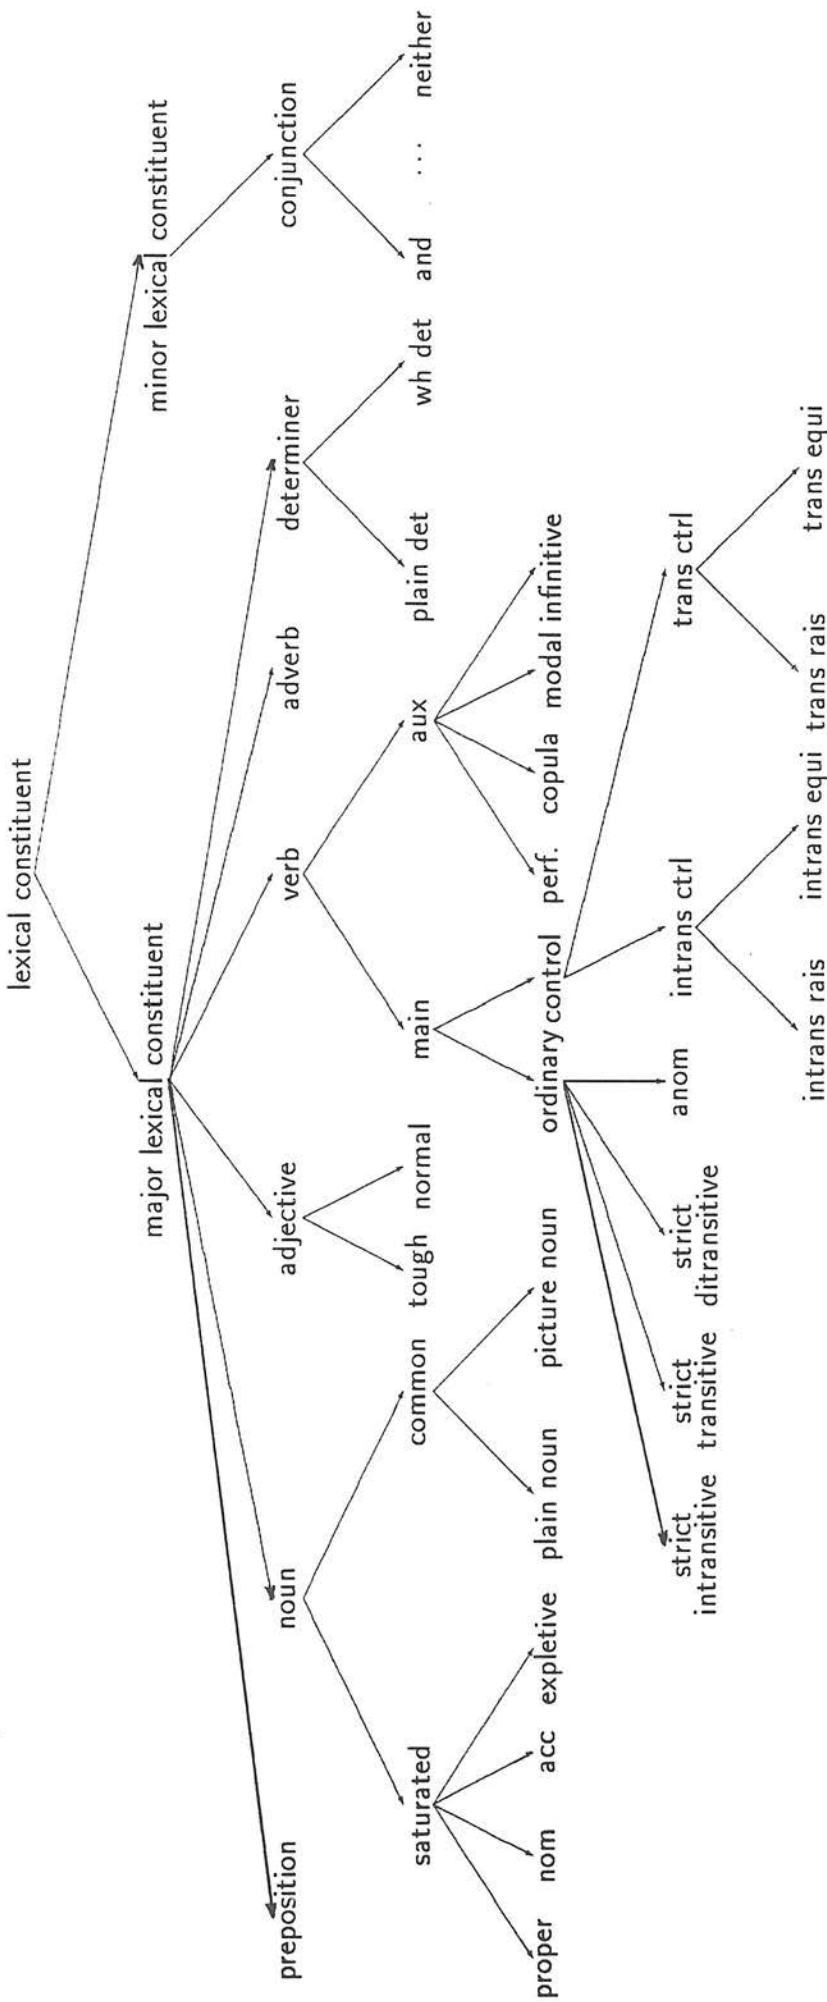 lexical constituent
major lexical constituent minor lexical constituent
preposition noun adjective verb adverb determiner conjunction
saturated common tough normal main aux plain det wh det and ... neither
proper nom acc expletive plain noun picture noun ordinary control perf. copula modal infinitive
strict strict strict anom intrans ctrl trans ctrl
intransitive transitive ditransitive
intrans rais intrans equi trans rais trans equi